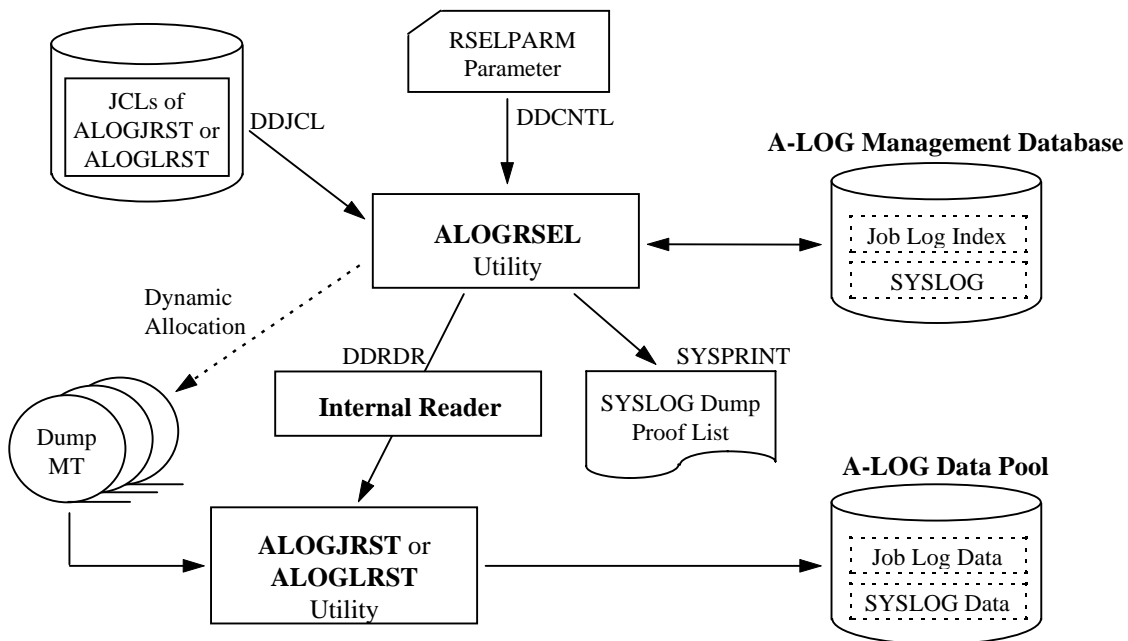 RSELPARM
Parameter
JCLs of
ALOGJRST or
ALOGLRST
DDJCL
DDCNTL
A-LOG Management Database
ALOGRSEL
Utility
Job Log Index
SYSLOG
Dynamic
Allocation
DDRDR
SYSPRINT
Internal Reader
SYSLOG Dump
Proof List
Dump
MT
A-LOG Data Pool
ALOGJRST or
ALOGLRST
Utility
Job Log Data
SYSLOG Data